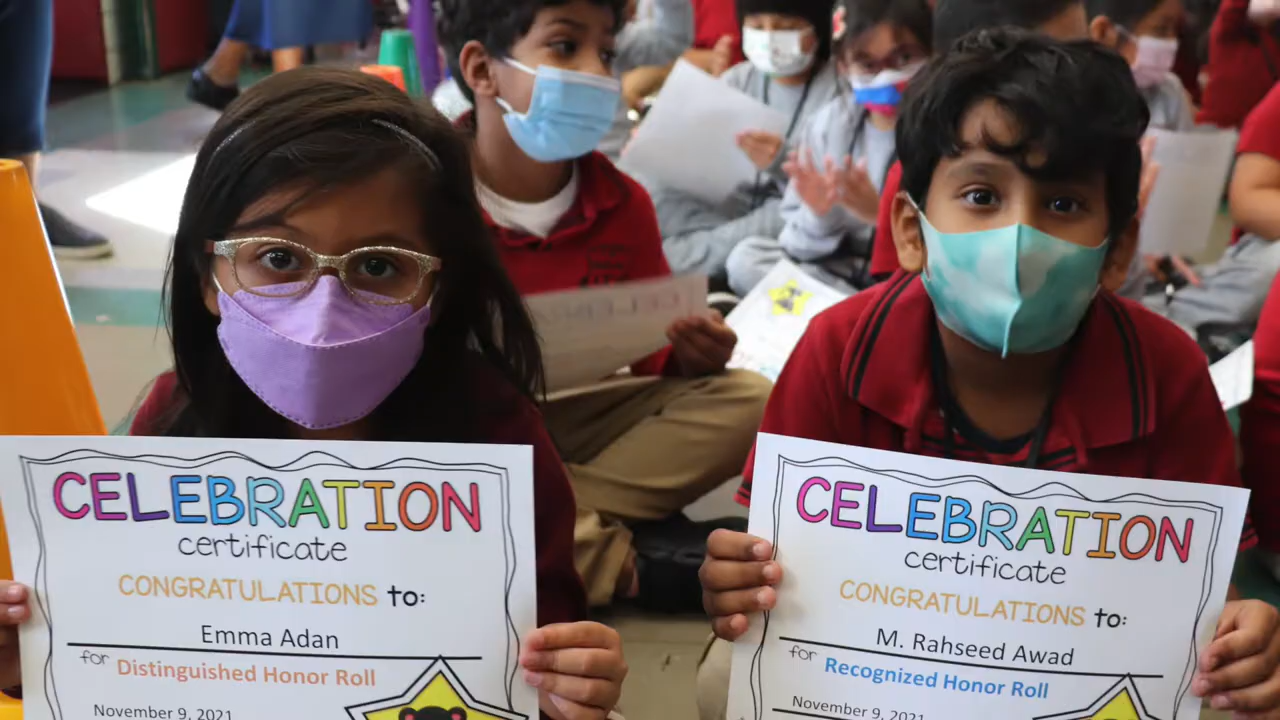 CELEBRATION
certificate
CONGRATULATIONS to:
Emma Adan
for Distinguished Honor Roll
November 9, 2021
CELEBRATION
certificate
CONGRATULATIONS to:
M. Rahseed Awad
for Recognized Honor Roll
November 9, 2021